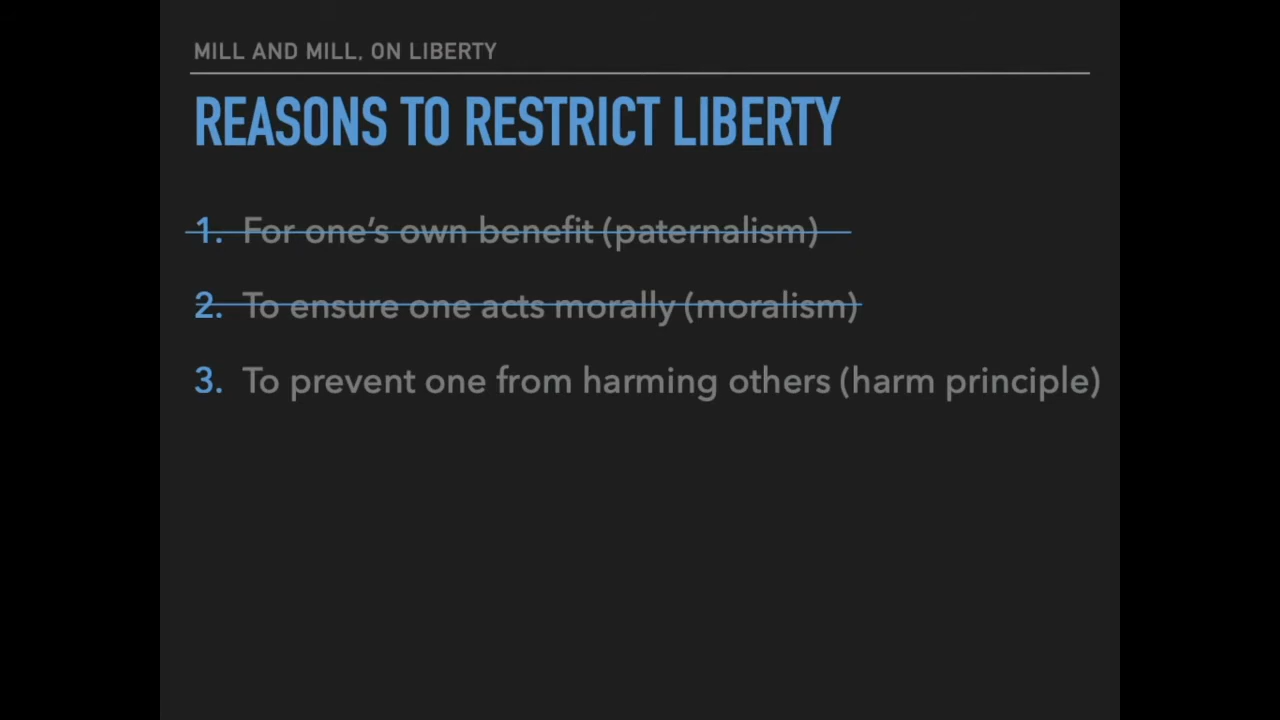 MILL AND MILL, ON LIBERTY
REASONS TO RESTRICT LIBERTY
1. For one’s own benefit (paternalism)
2. To ensure one acts morally (moralism)
3. To prevent one from harming others (harm principle)